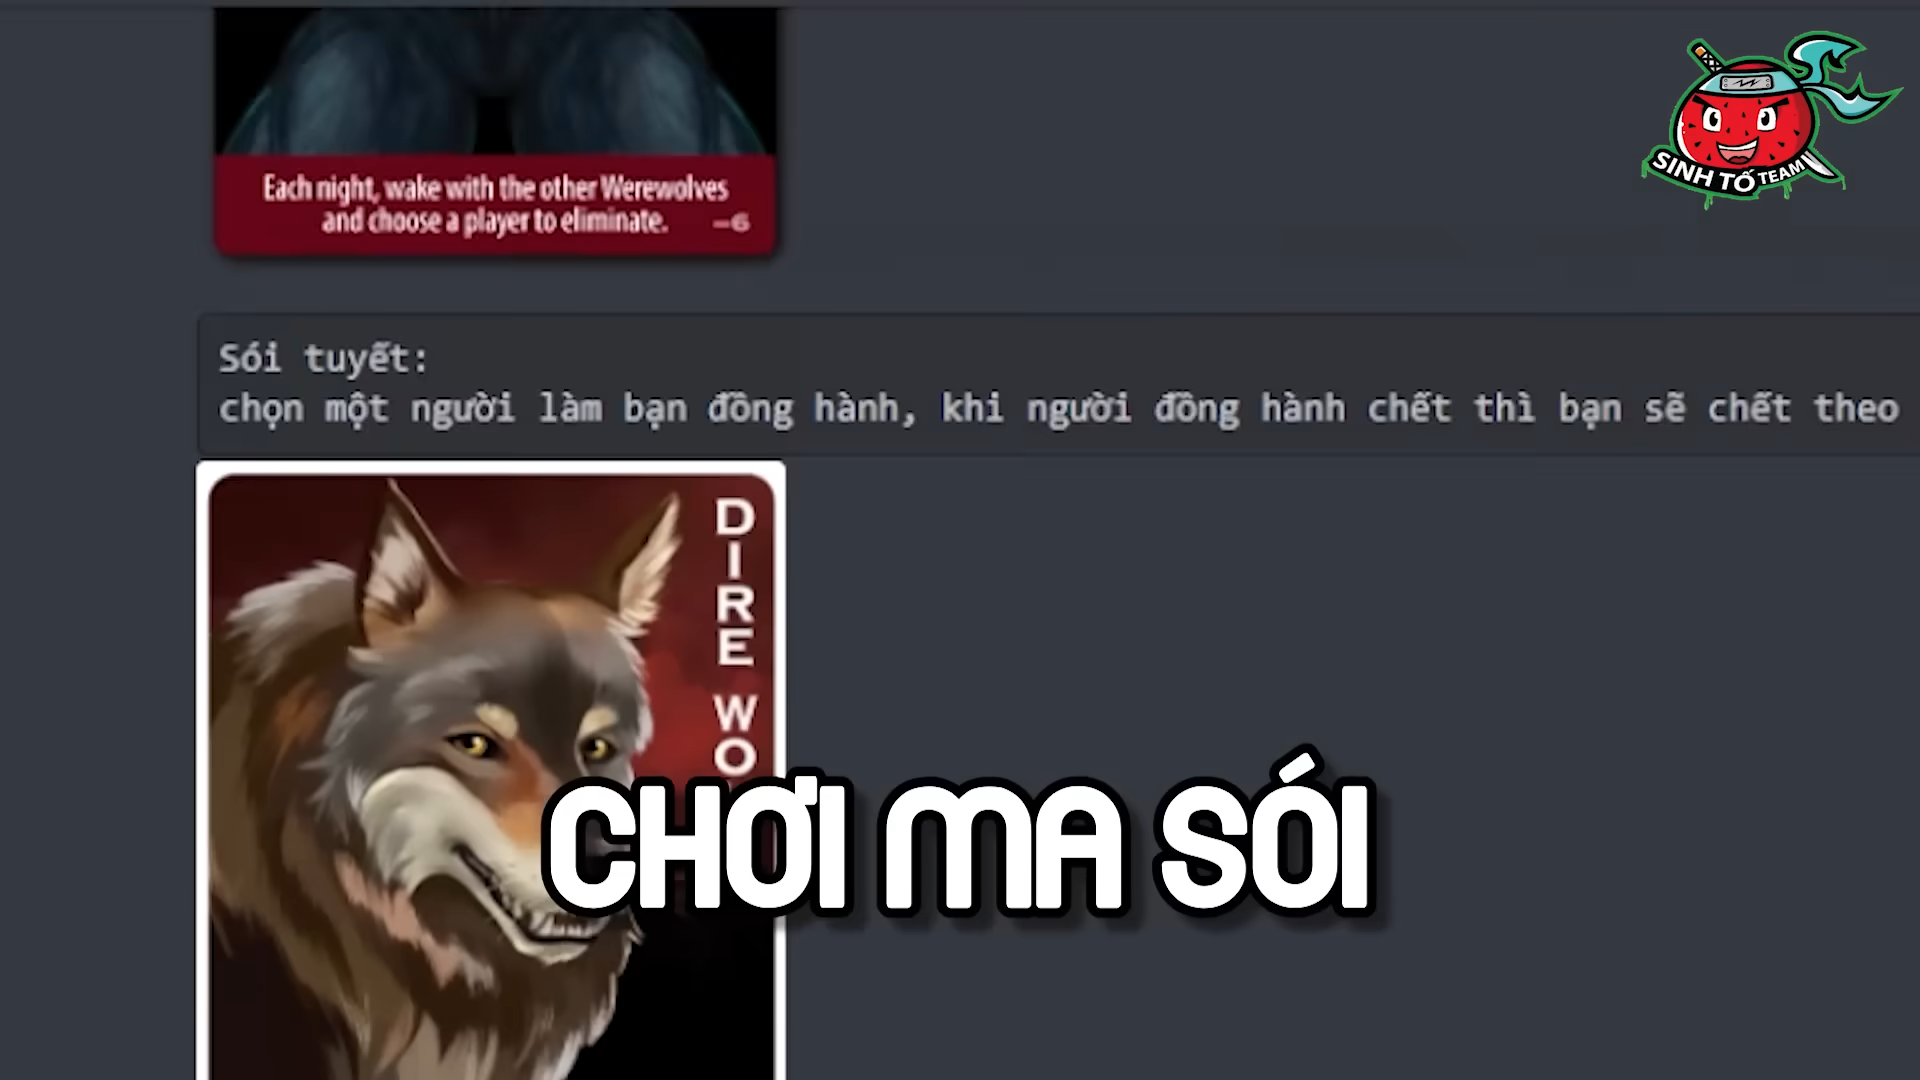 SINH TỐ TEAM
Each night, wake with the other Werewolves
and choose a player to eliminate. −6
Sói tuyết:
chọn một người làm bạn đồng hành, khi người đồng hành chết thì bạn sẽ chết theo
DIRE WO
CHƠI MA SÓI